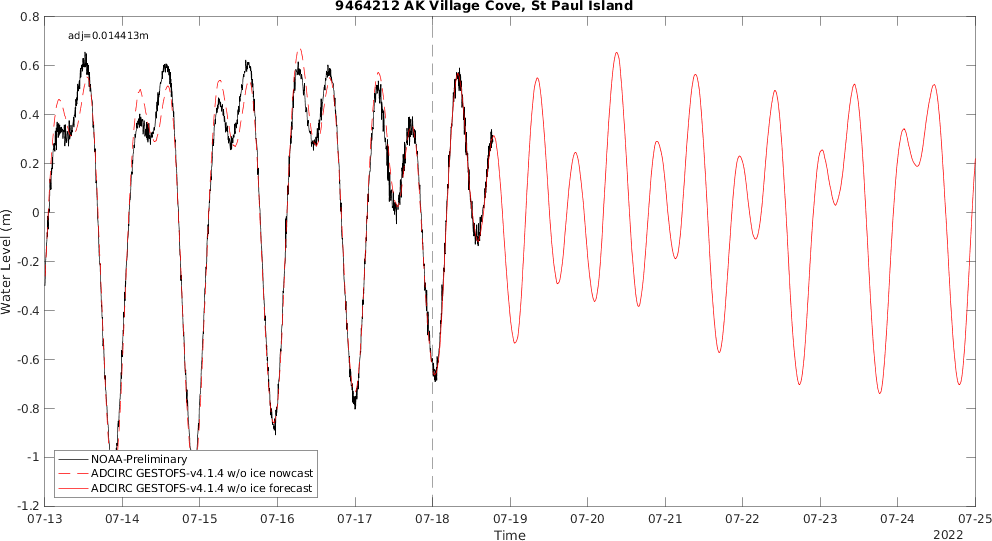 9464212 AK Village Cove, St Paul Island
adj=0.014413m
0.8
0.6
0.4
0.2
0
-0.2
-0.4
-0.6
-0.8
-1
-1.2
Water Level (m)
NOAA-Preliminary
ADCIRC GESTOFS-v4.1.4 w/o ice nowcast
ADCIRC GESTOFS-v4.1.4 w/o ice forecast
07-13 07-14 07-15 07-16 07-17 07-18 07-19 07-20 07-21 07-22 07-23 07-24 07-25
Time
2022